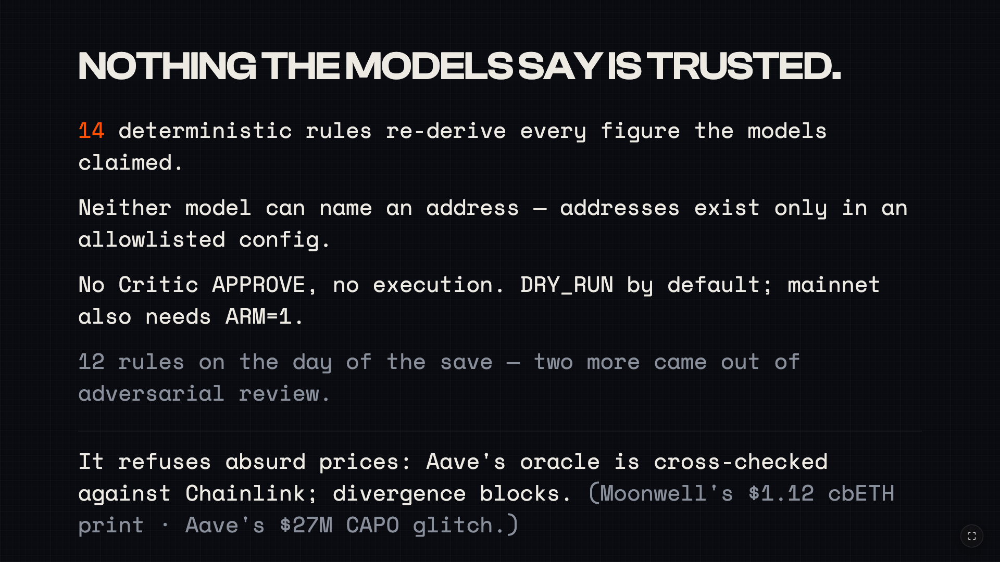 NOTHING THE MODELS SAY IS TRUSTED.
14 deterministic rules re-derive every figure the models
claimed.
Neither model can name an address — addresses exist only in an
allowlisted config.
No Critic APPROVE, no execution. DRY_RUN by default; mainnet
also needs ARM=1.
12 rules on the day of the save — two more came out of
adversarial review.
It refuses absurd prices: Aave's oracle is cross-checked
against Chainlink; divergence blocks. (Moonwell's $1.12 cbETH
print · Aave's $27M CAPO glitch.)